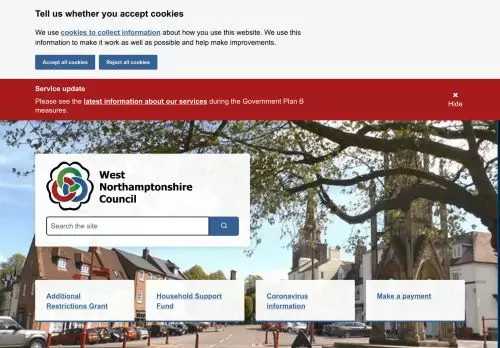 Tell us whether you accept cookies
We use cookies to collect information about how you use this website. We use this
information to make it work as well as possible and help make improvements.
Accept all cookies
Reject all cookies
Service update
Please see the latest information about our services during the Government Plan B
measures.
Hide
West
Northamptonshire
Council
Search the site
Additional
Restrictions Grant
Household Support
Fund
Coronavirus
information
Make a payment